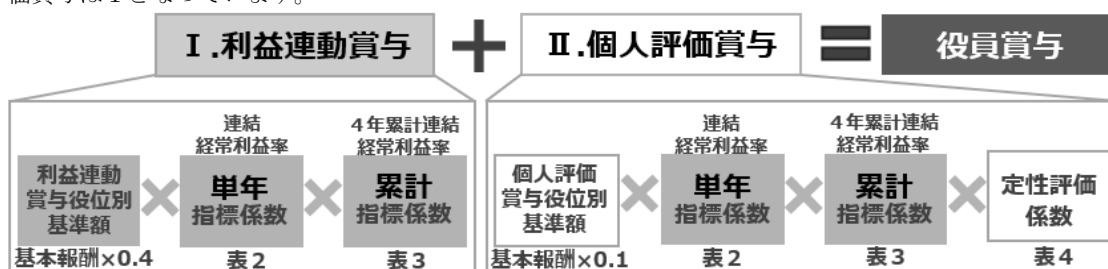 Ⅰ.利益連動賞与 + Ⅱ.個人評価賞与 = 役員賞与
連結
経常利益率
4年累計連結
経常利益率
利益連動
賞与役位別
基準額
×
単年
指標係数
×
累計
指標係数
基本報酬×0.4
表2
表3
連結
経常利益率
4年累計連結
経常利益率
個人評価
賞与役位別
基準額
×
単年
指標係数
×
累計
指標係数
×
定性評価
係数
基本報酬×0.1
表2
表3
表4